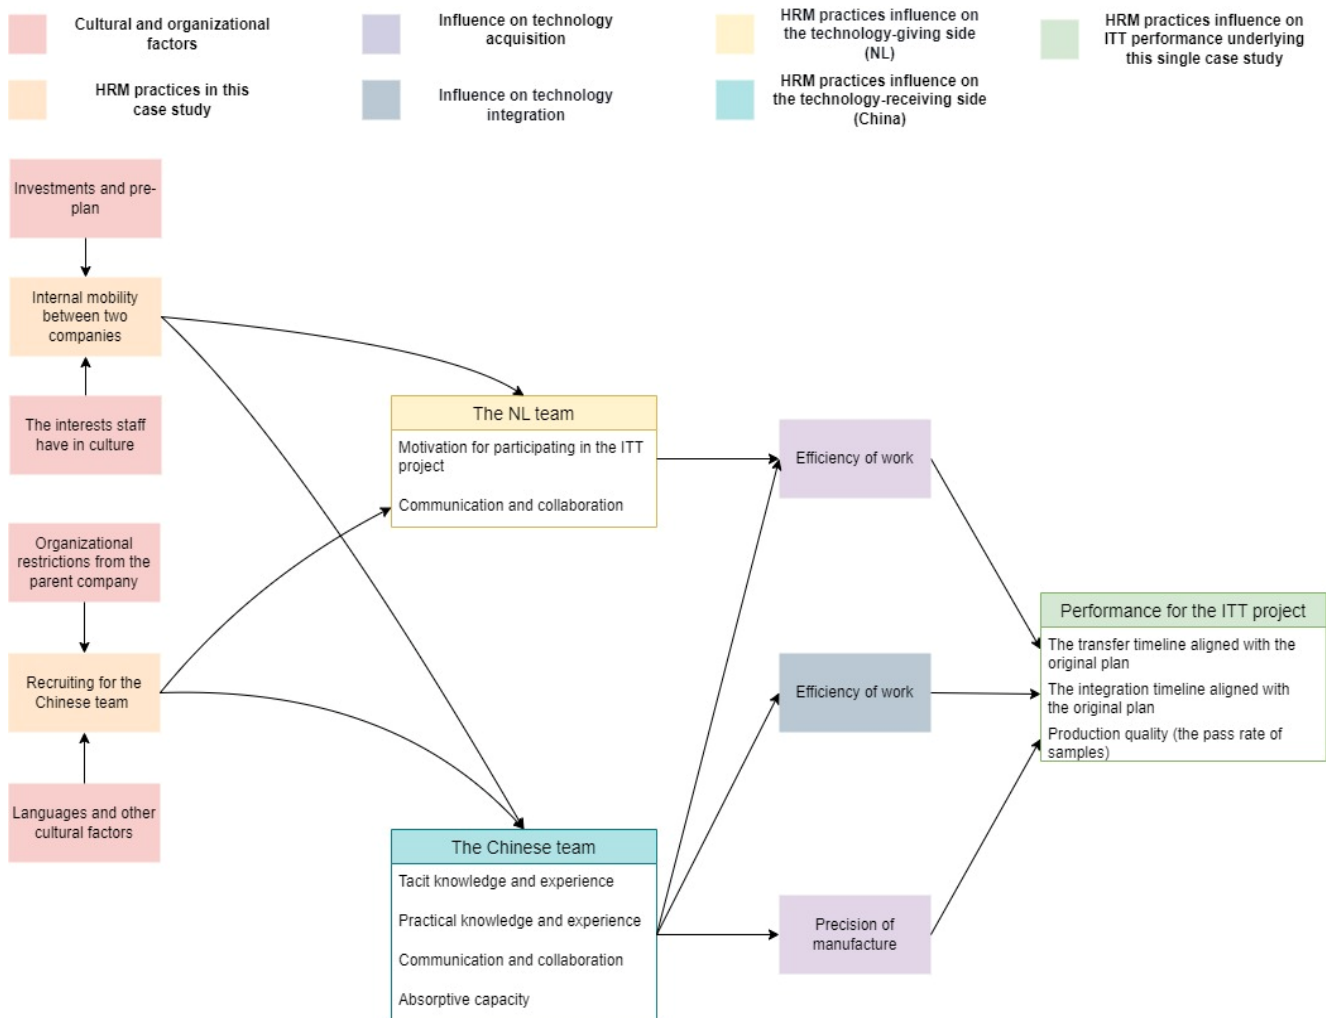 Cultural and organizational
factors
Influence on technology
acquisition
HRM practices influence on
the technology-giving side
(NL)
HRM practices influence on
ITT performance underlying
this single case study
HRM practices in this
case study
Influence on technology
integration
HRM practices influence on
the technology-receiving side
(China)
Investments and pre-
plan
Internal mobility
between two
companies
The interests staff
have in culture
Organizational
restrictions from the
parent company
Recruiting for the
Chinese team
Languages and other
cultural factors
The NL team
Motivation for participating in the ITT
project
Communication and collaboration
The Chinese team
Tacit knowledge and experience
Practical knowledge and experience
Communication and collaboration
Absorptive capacity
Efficiency of work
Efficiency of work
Precision of
manufacture
Performance for the ITT project
The transfer timeline aligned with the
original plan
The integration timeline aligned with
the original plan
Production quality (the pass rate of
samples)